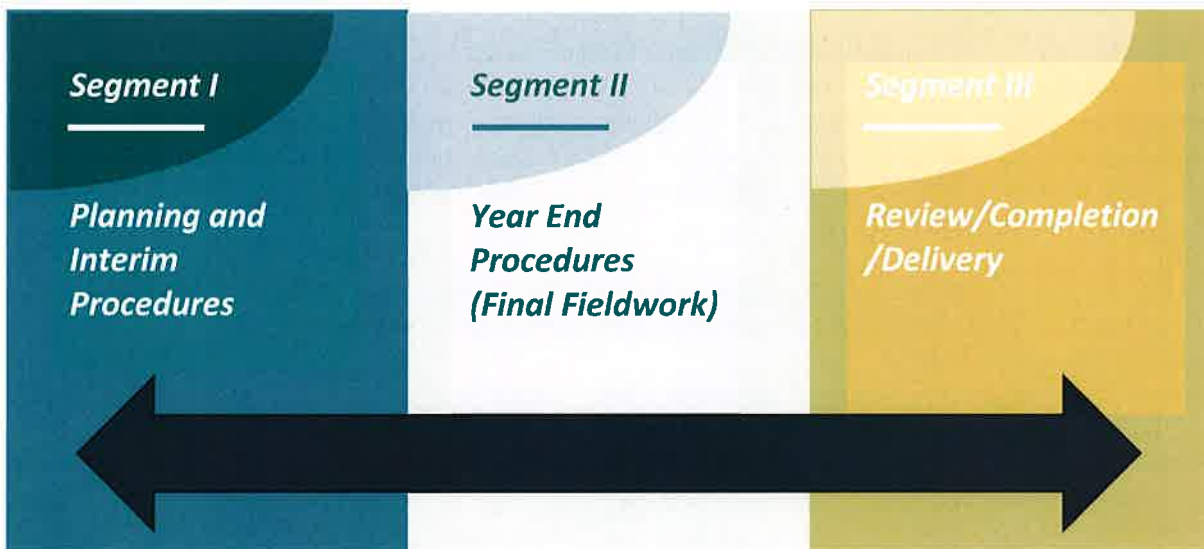 Segment I
Planning and
Interim
Procedures
Segment II
Year End
Procedures
(Final Fieldwork)
Segment III
Review/Completion
/Delivery